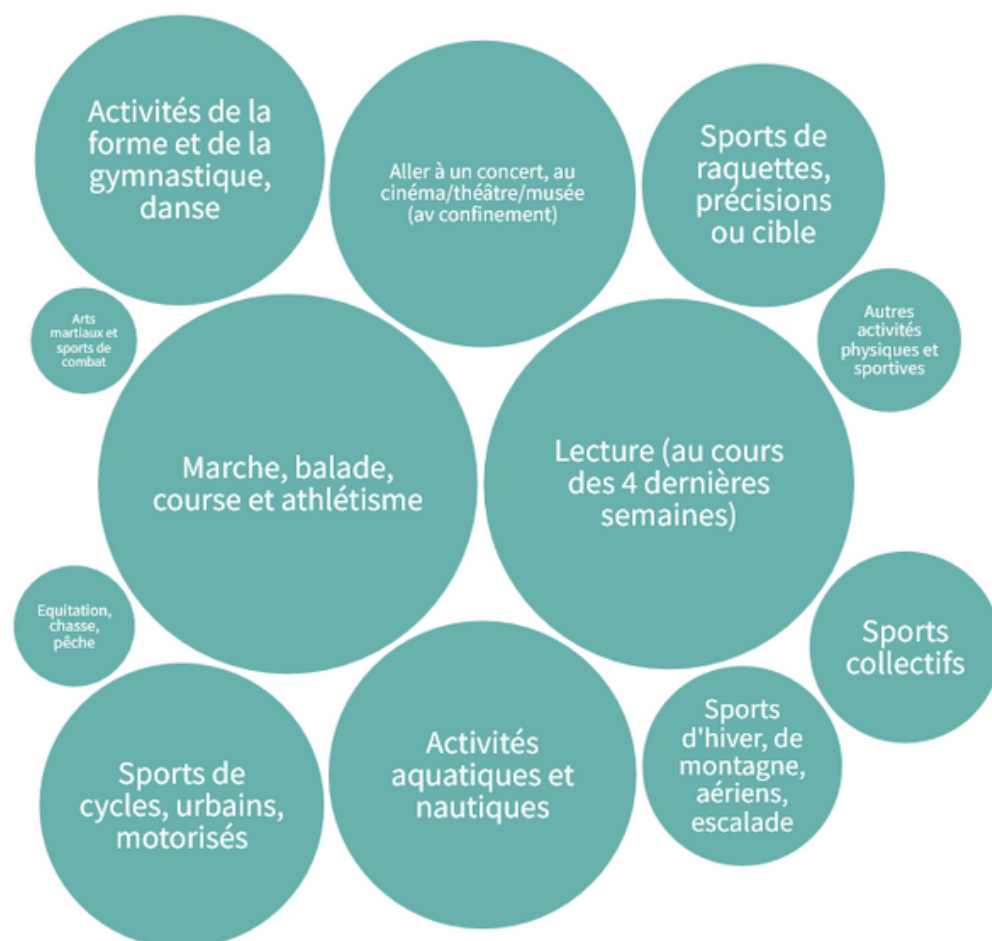 Activités de la
forme et de la
gymnastique,
danse
Aller à un concert, au
cinéma/théâtre/musée
(av confinement)
Sports de
raquettes,
précisions
ou cible
Arts
martiaux et
sports de
combat
Autres
activités
physiques et
sportives
Marche, balade,
course et athlétisme
Lecture (au cours
des 4 dernières
semaines)
Equitation,
chasse,
pêche
Sports
collectifs
Sports de
cycles, urbains,
motorisés
Activités
aquatiques et
nautiques
Sports
d'hiver, de
montagne,
aériens,
escalade